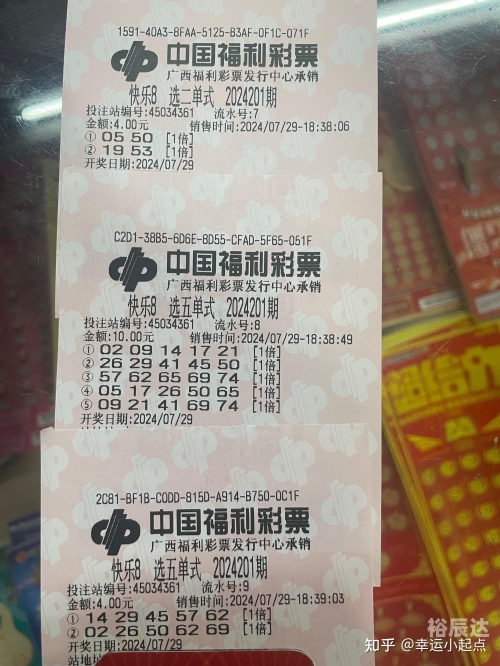 1591-40A3-8FAA-5125-B3AF-0F1C-071F
中国福利彩票
广西福利彩票发行中心承销
快乐8 选二单式 2024201期
投注站编号:45034361 流水号:7
金额:4.00元 销售时间:2024/07/29-18:38:06
① 05 50 [1倍]
② 19 53 [1倍]
开奖日期:2024/07/29
C2D1-38B5-6D6E-8D55-CFAD-5F65-051F
中国福利彩票
广西福利彩票发行中心承销
快乐8 选五单式 2024201期
投注站编号:45034361 流水号:8
金额:10.00元 销售时间:2024/07/29-18:38:49
① 02 09 14 17 21 [1倍]
② 26 29 41 45 50 [1倍]
③ 57 62 65 69 74 [1倍]
④ 05 17 26 50 65 [1倍]
⑤ 09 21 41 69 74 [1倍]
开奖日期:2024/07/29
2C81-BF1B-C0DD-815D-A914-B750-0C1F
中国福利彩票
广西福利彩票发行中心承销
快乐8 选五单式 2024201期
投注站编号:45034361 流水号:9
金额:4.00元 销售时间:2024/07/29-18:39:03
① 14 29 45 57 62 [1倍]
② 02 26 50 62 69 [1倍]
开奖日期:2024/07/29
站地址
裕辰达
知乎 @幸运小起点